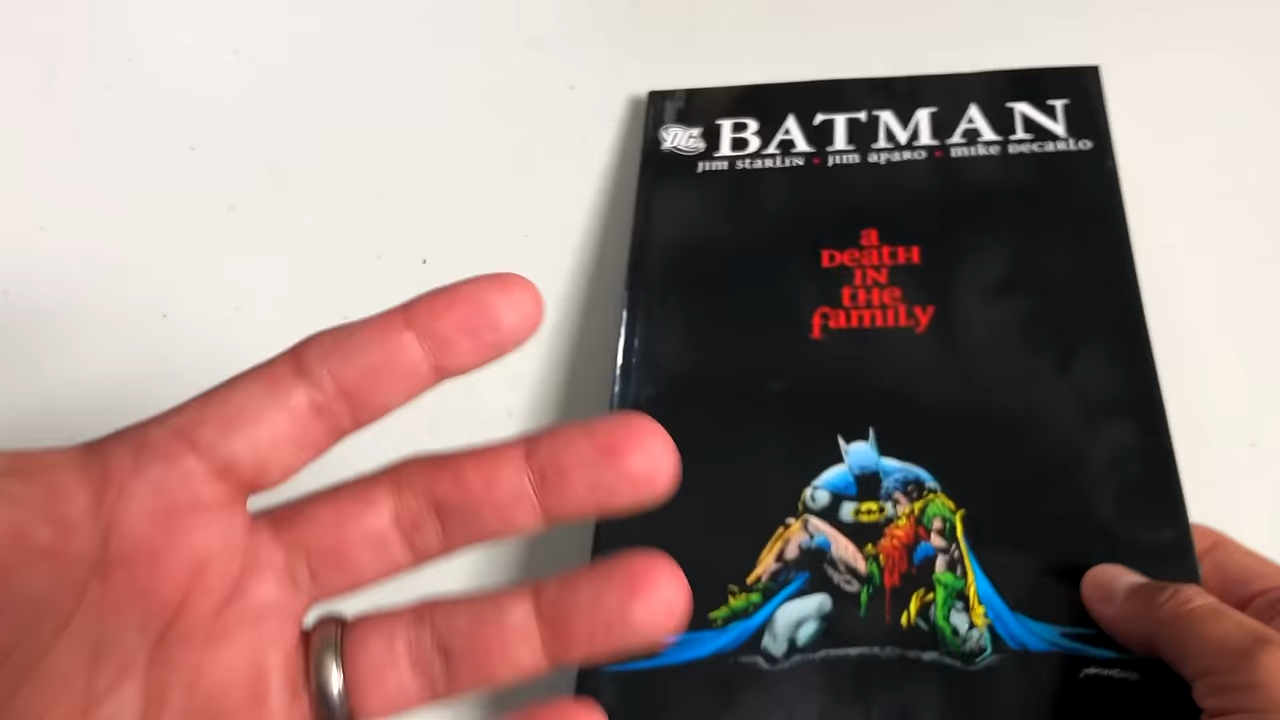 DC
BATMAN
JIM STARLIN • JIM APARO • MIKE DECARLO
a
DEATH
IN
THE
family